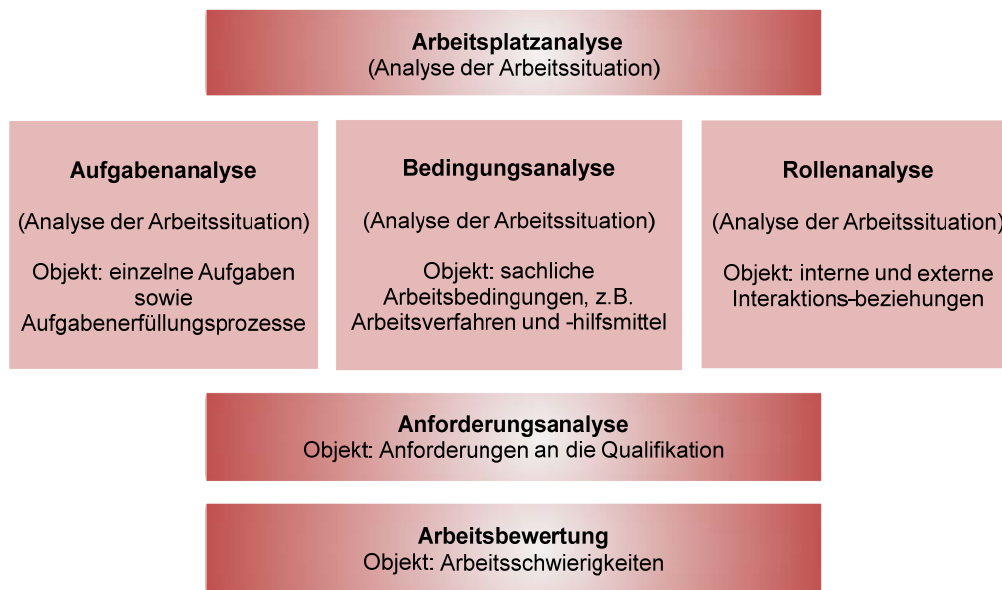 Arbeitsplatzanalyse
(Analyse der Arbeitssituation)
Aufgabenanalyse
(Analyse der Arbeitssituation)
Objekt: einzelne Aufgaben
sowie
Aufgabenerfüllungsprozesse
Bedingungsanalyse
(Analyse der Arbeitssituation)
Objekt: sachliche
Arbeitsbedingungen, z.B.
Arbeitsverfahren und -hilfsmittel
Rollenanalyse
(Analyse der Arbeitssituation)
Objekt: interne und externe
Interaktions-beziehungen
Anforderungsanalyse
Objekt: Anforderungen an die Qualifikation
Arbeitsbewertung
Objekt: Arbeitsschwierigkeiten